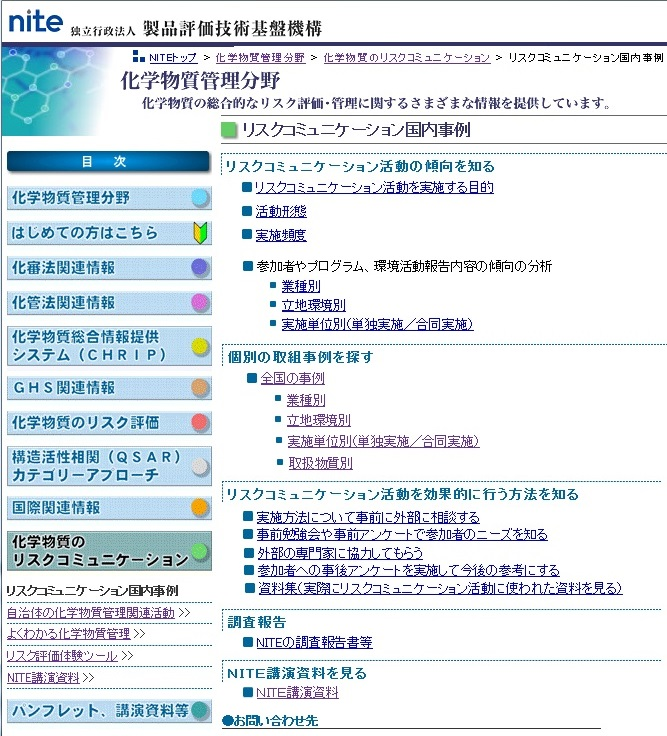 nite 独立行政法人 製品評価技術基盤機構
NITEトップ > 化学物質管理分野 > 化学物質のリスクコミュニケーション > リスクコミュニケーション国内事例
化学物質管理分野
化学物質の総合的なリスク評価・管理に関するさまざまな情報を提供しています。
リスクコミュニケーション国内事例
目 次
化学物質管理分野
はじめての方はこちら
化審法関連情報
化管法関連情報
化学物質総合情報提供
システム(CHRIP)
GHS関連情報
化学物質のリスク評価
構造活性相関(QSAR)
カテゴリーアプローチ
国際関連情報
化学物質の
リスクコミュニケーション
リスクコミュニケーション国内事例
自治体の化学物質管理関連活動 >>
よくわかる化学物質管理 >>
リスク評価体験ツール >>
NITE講演資料 >>
パンフレット、講演資料等
リスクコミュニケーション活動の傾向を知る
リスクコミュニケーション活動を実施する目的
活動形態
実施頻度
参加者やプログラム、環境活動報告内容の傾向の分析
業種別
立地環境別
実施単位別(単独実施/合同実施)
個別の取組事例を探す
全国の事例
業種別
立地環境別
実施単位別(単独実施/合同実施)
取扱物質別
リスクコミュニケーション活動を効果的に行う方法を知る
実施方法について事前に外部に相談する
事前勉強会や事前アンケートで参加者のニーズを知る
外部の専門家に協力してもらう
参加者への事後アンケートを実施して今後の参考にする
資料集(実際にリスクコミュニケーション活動に使われた資料を見る)
調査報告
NITEの調査報告書等
NITE講演資料を見る
NITE講演資料
●お問い合わせ先